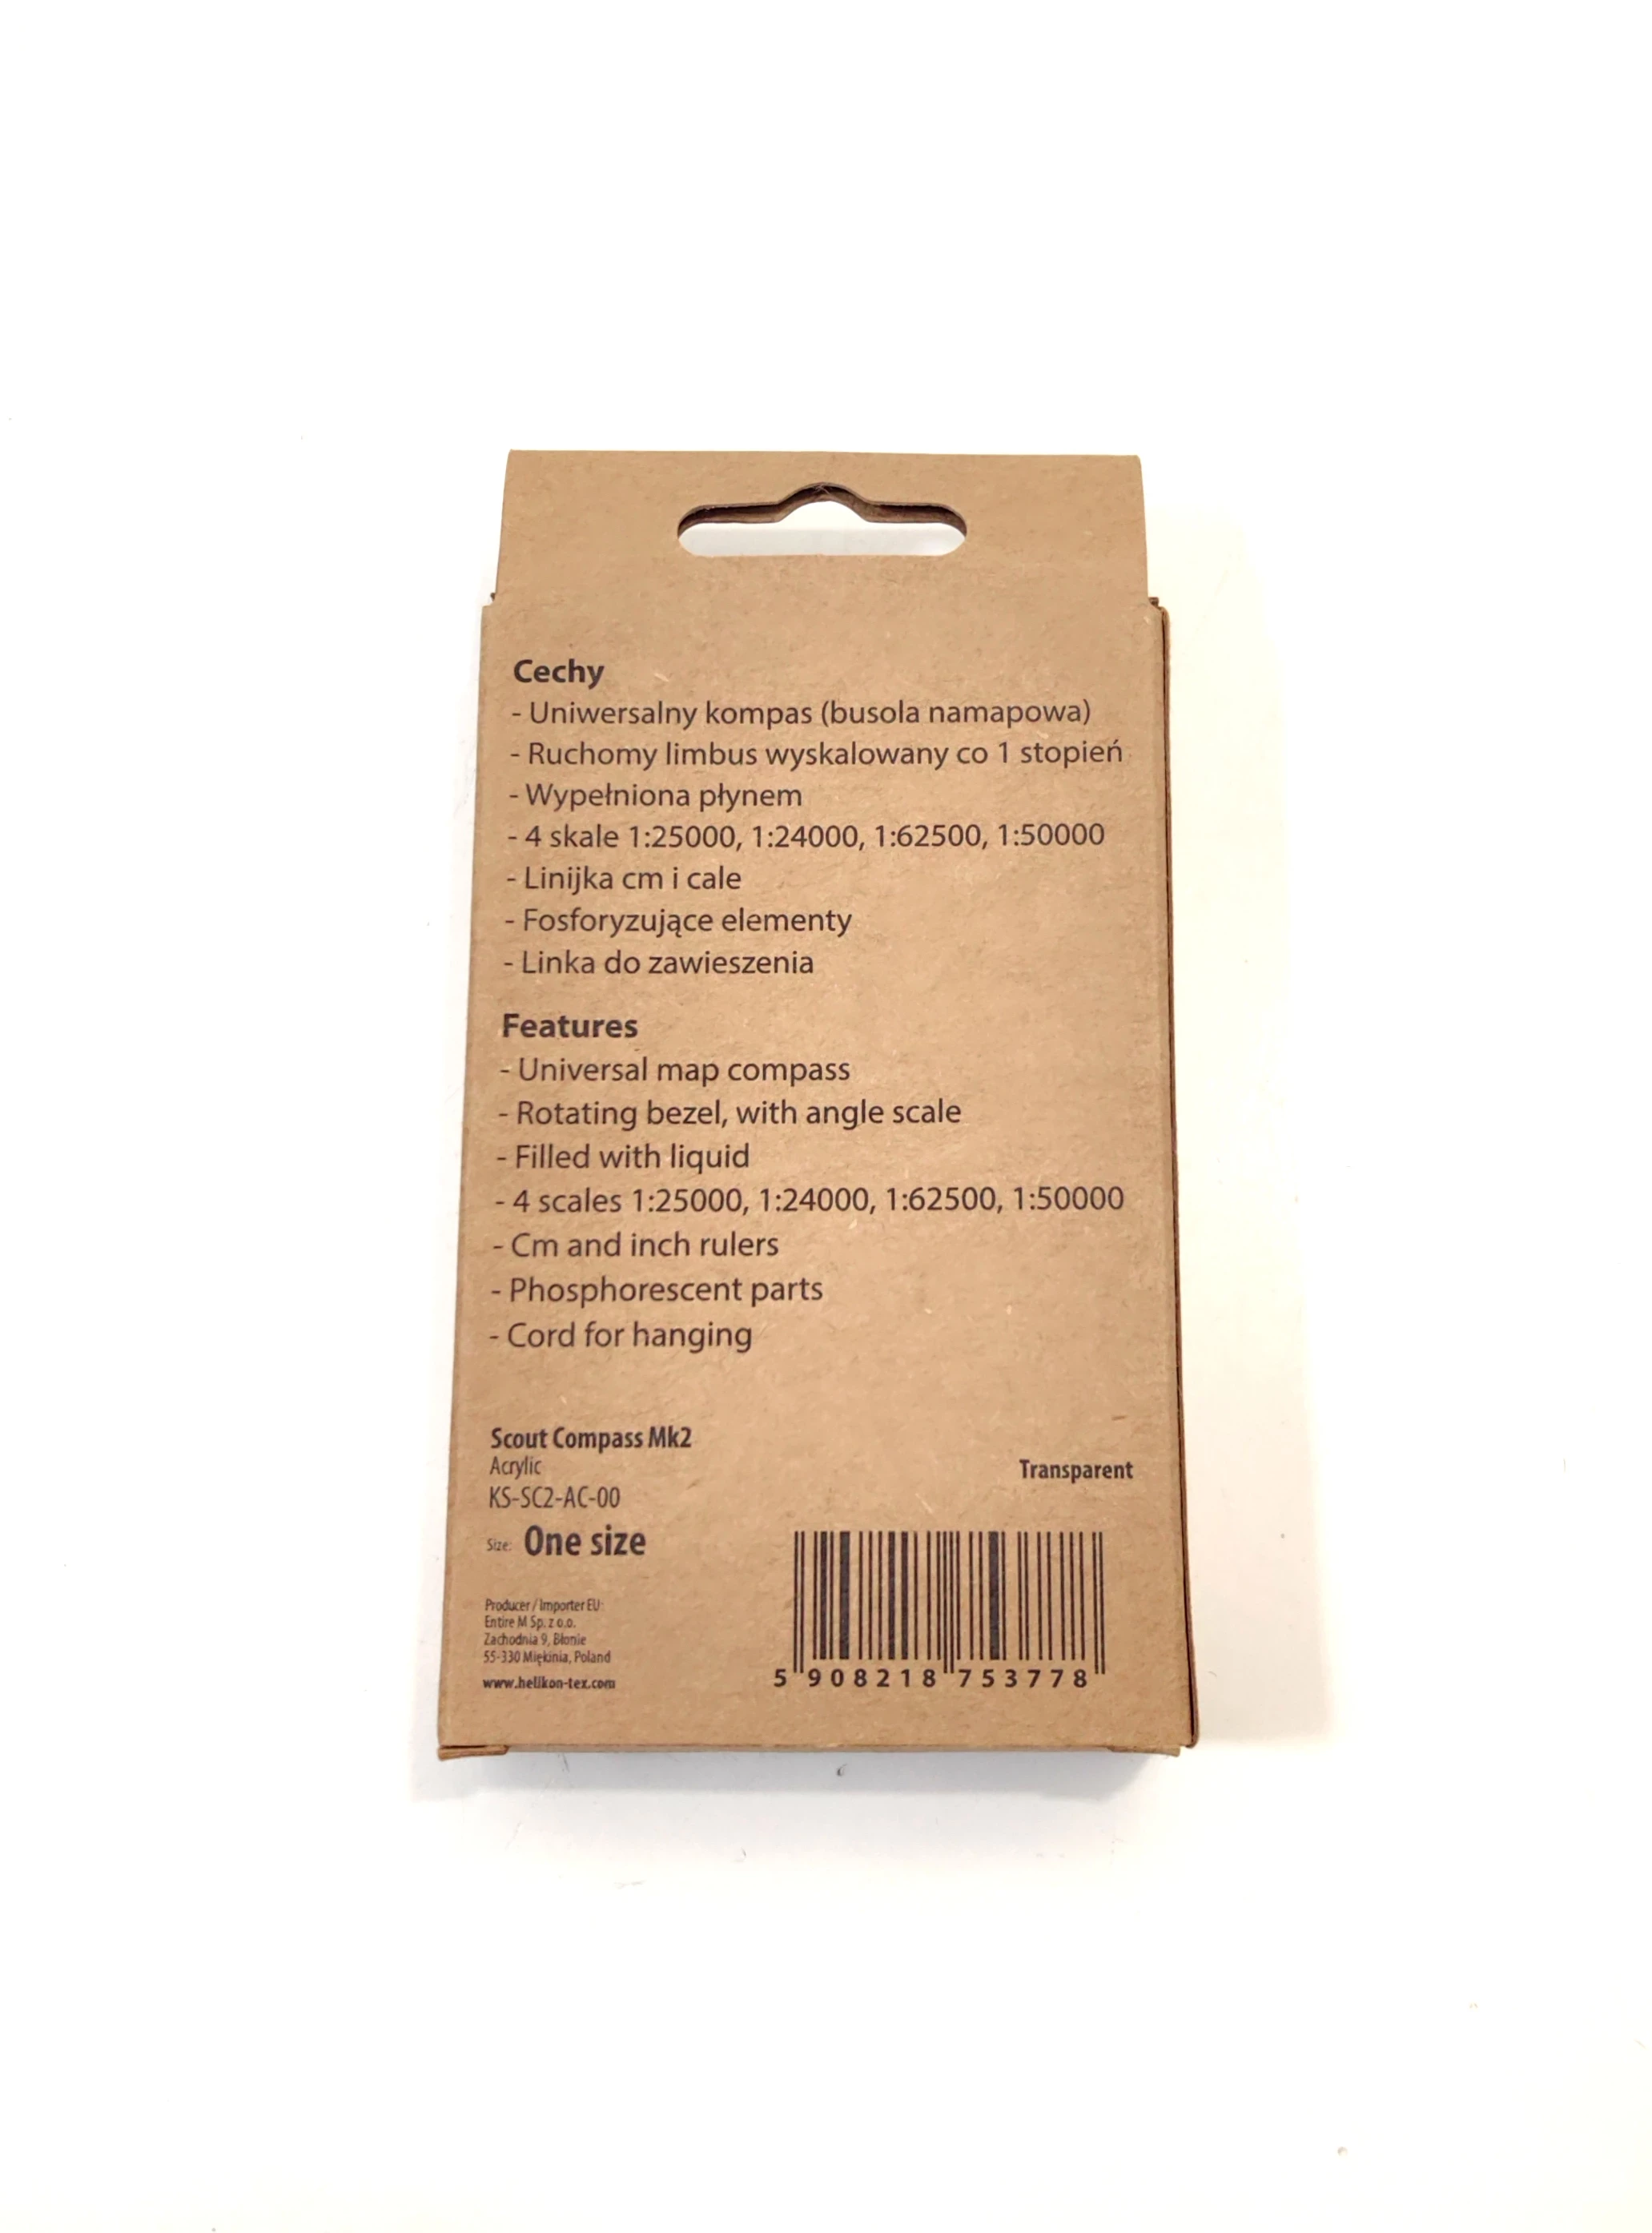 Cechy
- Uniwersalny kompas (busola namapowa)
- Ruchomy limbus wyskalowany co 1 stopień
- Wypełniona płynem
- 4 skale 1:25000, 1:24000, 1:62500, 1:50000
- Linijka cm i cale
- Fosforyzujące elementy
- Linka do zawieszenia
Features
- Universal map compass
- Rotating bezel, with angle scale
- Filled with liquid
- 4 scales 1:25000, 1:24000, 1:62500, 1:50000
- Cm and inch rulers
- Phosphorescent parts
- Cord for hanging
Scout Compass Mk2
Acrylic
Transparent
KS-SC2-AC-00
Size: One size
Producer / Importer EU:
Entire M Sp. z o.o.
Zachodnia 9, Błonie
55-330 Miękinia, Poland
www.helikon-tex.com
5 908218 753778